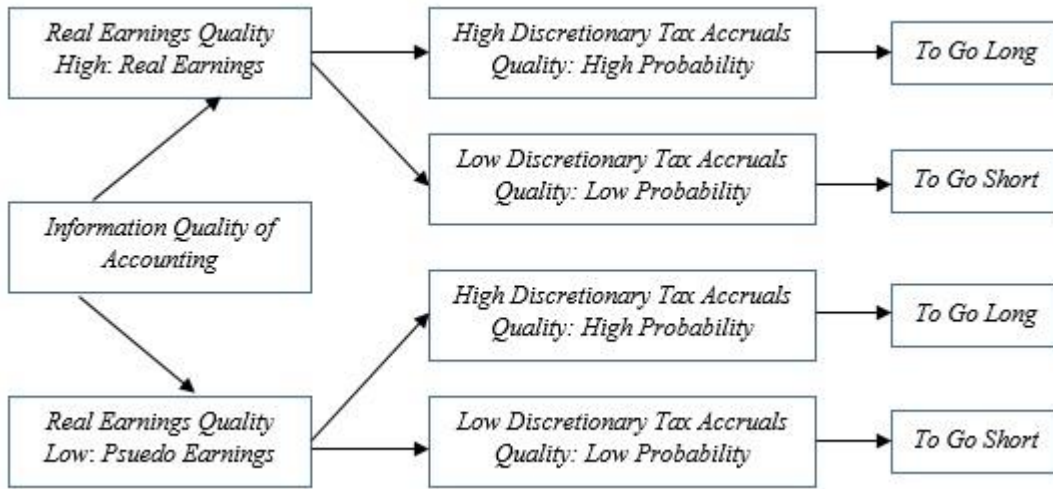 Real Earnings Quality
High: Real Earnings
High Discretionary Tax Accruals
Quality: High Probability
To Go Long
Low Discretionary Tax Accruals
Quality: Low Probability
To Go Short
Information Quality of
Accounting
High Discretionary Tax Accruals
Quality: High Probability
To Go Long
Real Earnings Quality
Low: Psuedo Earnings
Low Discretionary Tax Accruals
Quality: Low Probability
To Go Short